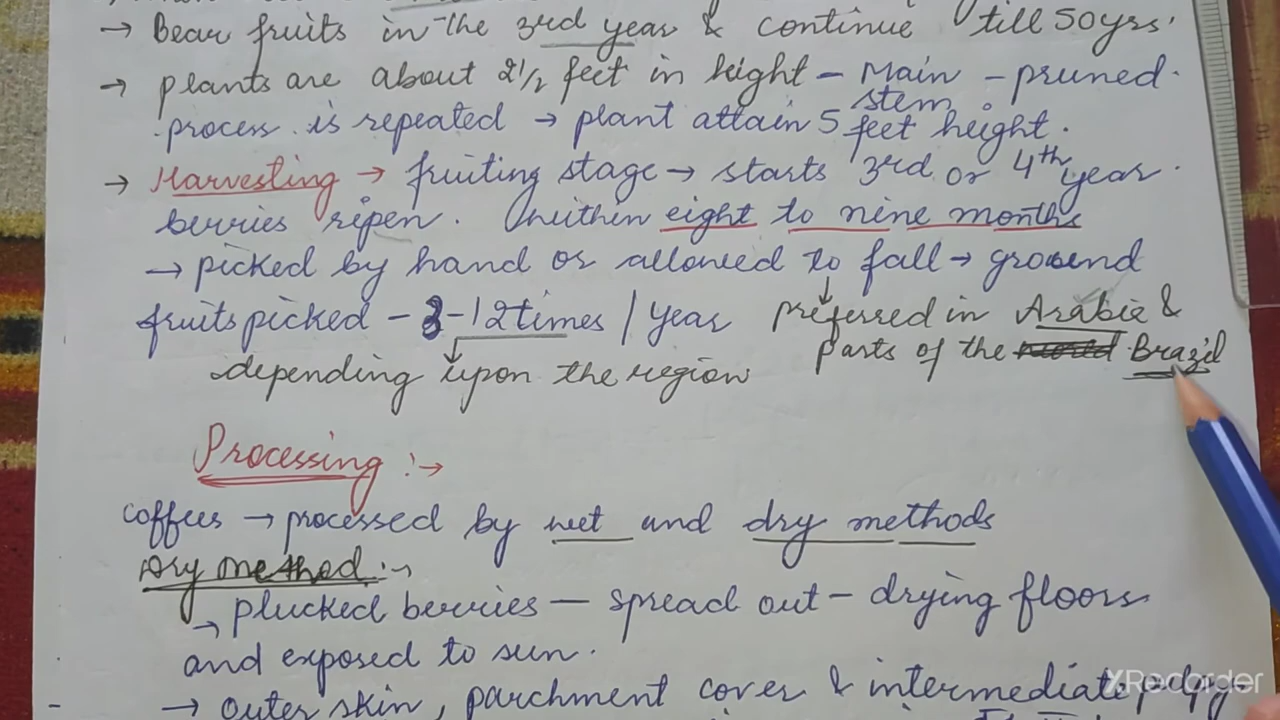 → Bear fruits in the 3rd year & continue till 50yrs.
→ plants are about 2½ feet in height – Main stem – pruned.
process is repeated → plant attain 5 feet height.
→ Harvesting → fruiting stage → starts 3rd or 4th year.
berries ripen. Within eight to nine months
→ picked by hand or allowed to fall → ground
fruits picked – 3-12 times / year
preferred in Arabia &
parts of the Brazil
depending upon the region
Processing :→
coffees → processed by wet and dry methods
Dry method :→
→ plucked berries – spread out – drying floors
and exposed to sun.
→ outer skin, parchment cover & intermediate pulpy
XRecorder